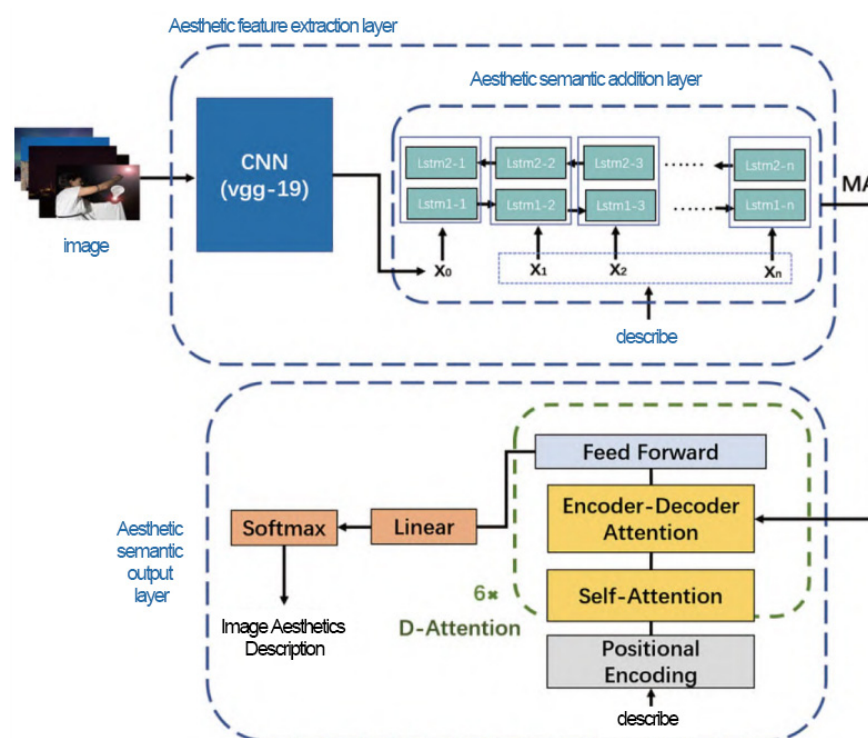 Aesthetic feature extraction layer
Aesthetic semantic addition layer
CNN
(vgg-19)
Lstm2-1
Lstm2-2
Lstm2-3
......
Lstm2-n
Lstm1-1
Lstm1-2
Lstm1-3
......
Lstm1-n
MA
image
X0
X1
X2
Xn
describe
Feed Forward
Encoder-Decoder
Attention
Softmax
Linear
Aesthetic
semantic
output
layer
Self-Attention
6×
D-Attention
Image Aesthetics
Description
Positional
Encoding
describe